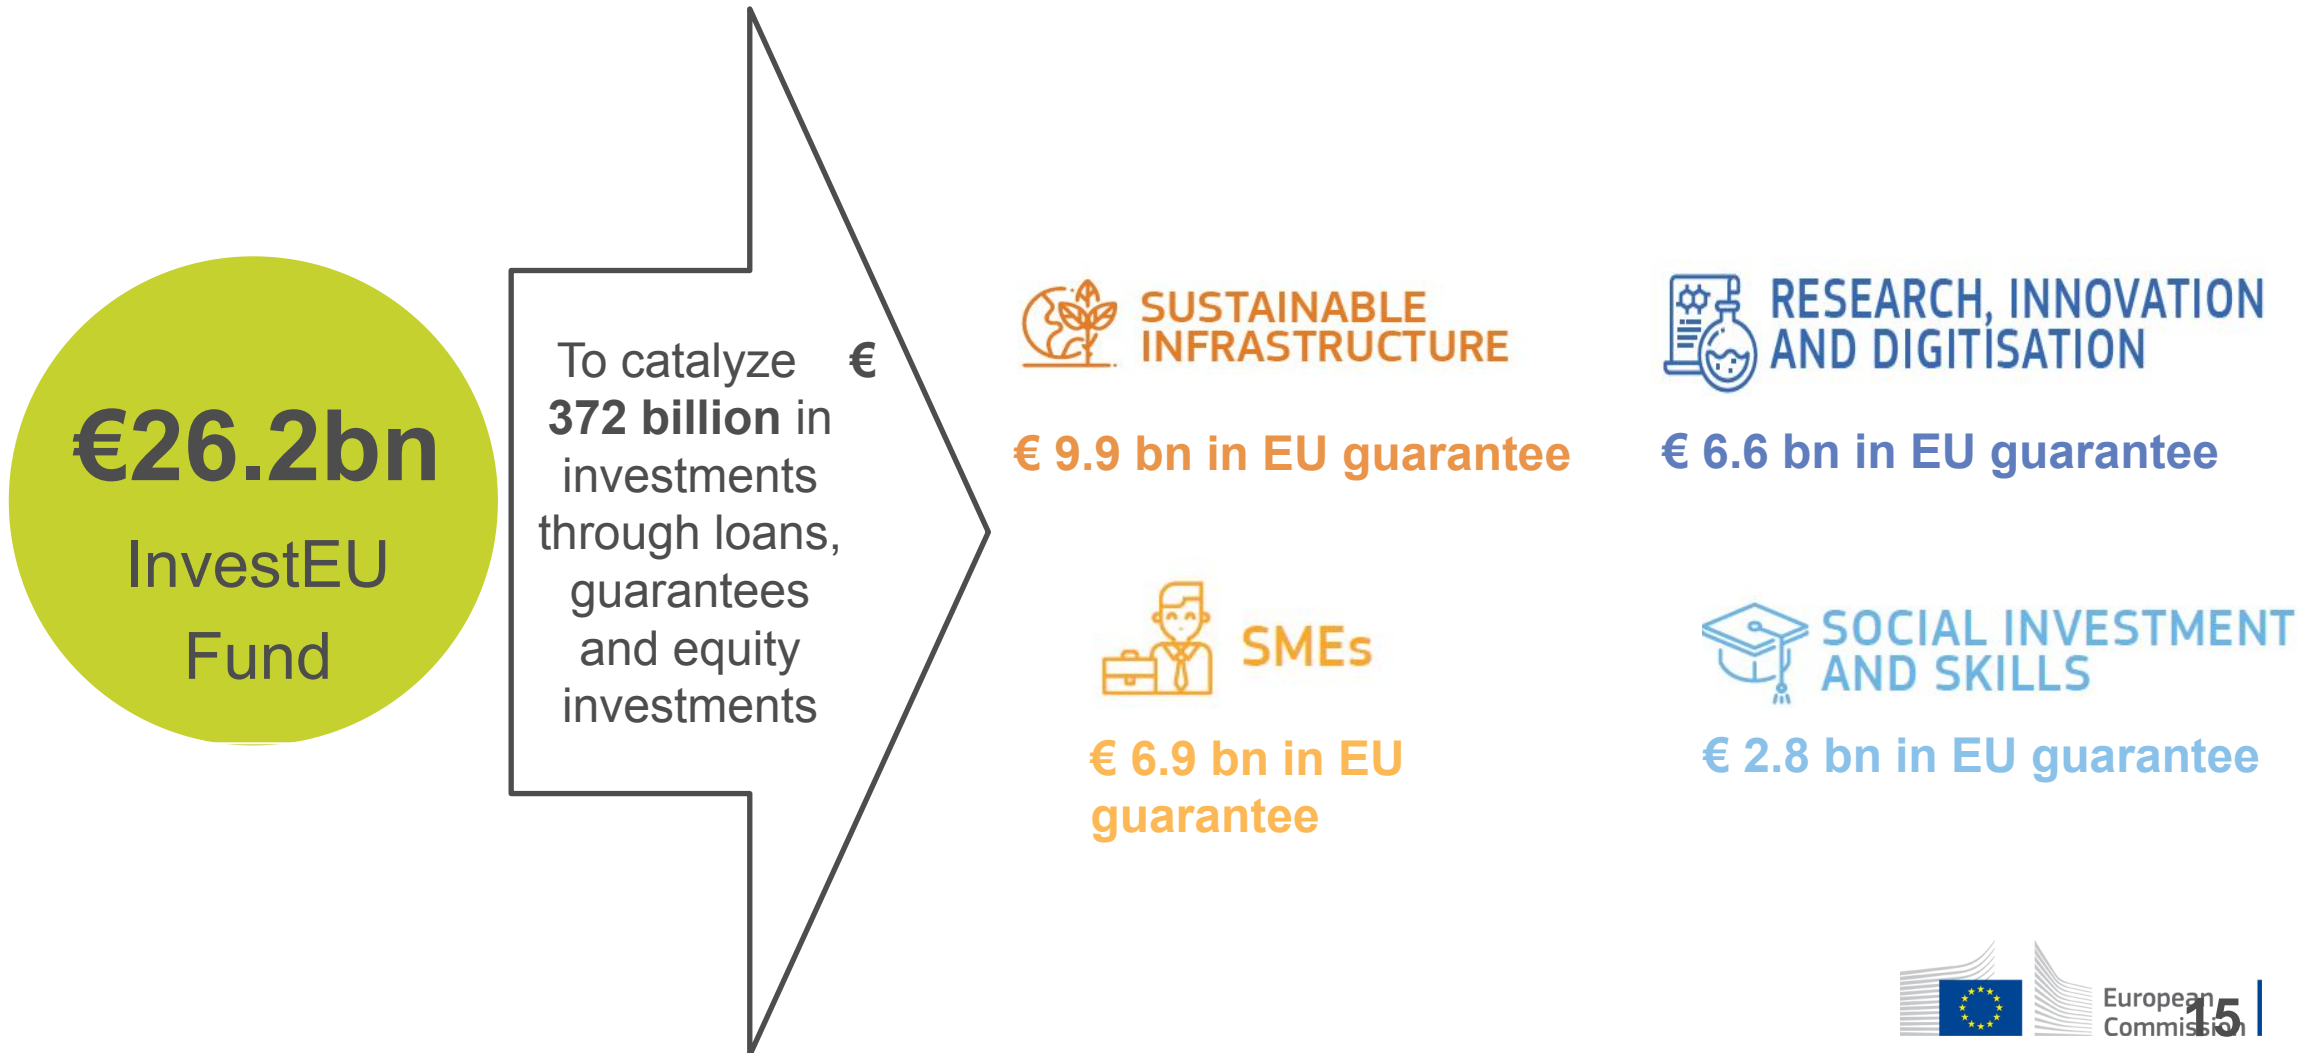 €26.2bn
InvestEU
Fund
To catalyze €
372 billion in
investments
through loans,
guarantees
and equity
investments
SUSTAINABLE
INFRASTRUCTURE
€ 9.9 bn in EU guarantee
RESEARCH, INNOVATION
AND DIGITISATION
€ 6.6 bn in EU guarantee
SMEs
€ 6.9 bn in EU
guarantee
SOCIAL INVESTMENT
AND SKILLS
€ 2.8 bn in EU guarantee
European
Commission
15